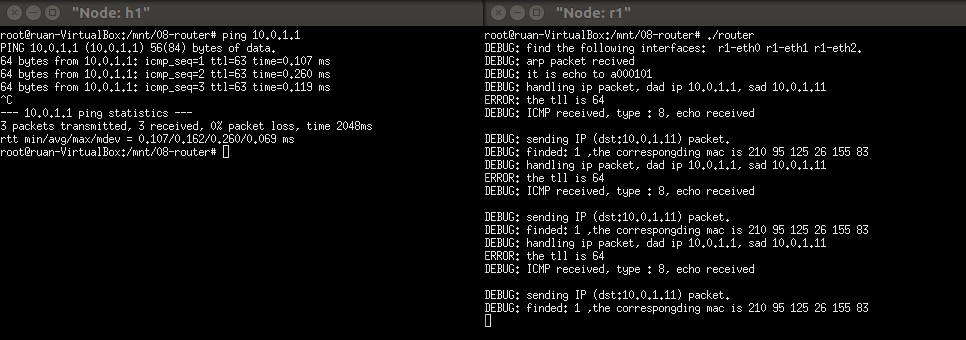 "Node: h1"
root@ruan-VirtualBox:/mnt/08-router# ping 10.0.1.1
PING 10.0.1.1 (10.0.1.1) 56(84) bytes of data.
64 bytes from 10.0.1.1: icmp_seq=1 ttl=63 time=0.107 ms
64 bytes from 10.0.1.1: icmp_seq=2 ttl=63 time=0.260 ms
64 bytes from 10.0.1.1: icmp_seq=3 ttl=63 time=0.119 ms
^C
--- 10.0.1.1 ping statistics ---
3 packets transmitted, 3 received, 0% packet loss, time 2048ms
rtt min/avg/max/mdev = 0.107/0.162/0.260/0.069 ms
root@ruan-VirtualBox:/mnt/08-router#
"Node: r1"
root@ruan-VirtualBox:/mnt/08-router# ./router
DEBUG: find the following interfaces:  r1-eth0 r1-eth1 r1-eth2.
DEBUG: arp packet recived
DEBUG: it is echo to a000101
DEBUG: handling ip packet, dad ip 10.0.1.1, sad 10.0.1.11
ERROR: the tll is 64
DEBUG: ICMP received, type : 8, echo received
DEBUG: sending IP (dst:10.0.1.11) packet.
DEBUG: finded: 1 ,the correspongding mac is 210 95 125 26 155 83
DEBUG: handling ip packet, dad ip 10.0.1.1, sad 10.0.1.11
ERROR: the tll is 64
DEBUG: ICMP received, type : 8, echo received
DEBUG: sending IP (dst:10.0.1.11) packet.
DEBUG: finded: 1 ,the correspongding mac is 210 95 125 26 155 83
DEBUG: handling ip packet, dad ip 10.0.1.1, sad 10.0.1.11
ERROR: the tll is 64
DEBUG: ICMP received, type : 8, echo received
DEBUG: sending IP (dst:10.0.1.11) packet.
DEBUG: finded: 1 ,the correspongding mac is 210 95 125 26 155 83